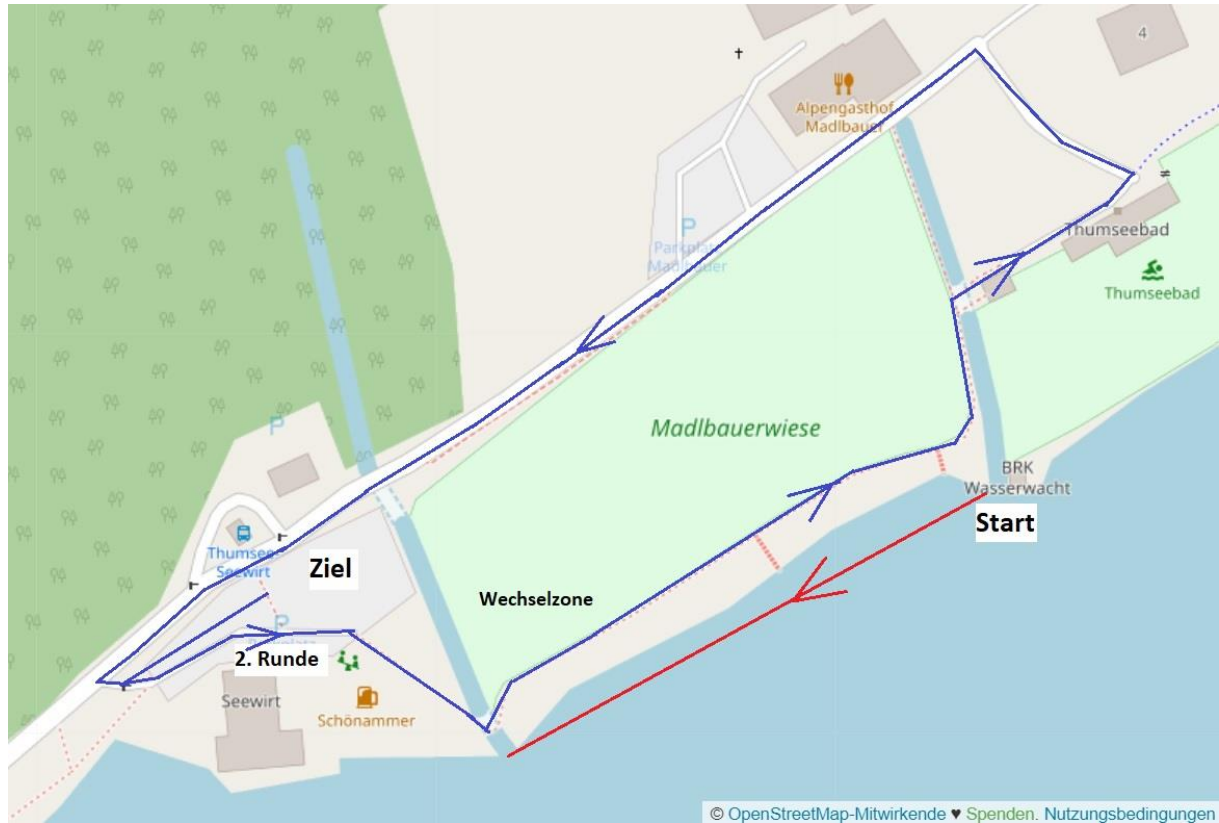 4
Alpengasthof
Madlbauer
P
Parkplatz
Madlbauer
Thumseebad
Thumseebad
Madlbauerwiese
P
BRK
Wasserwacht
Start
Thumsee
Seewirt
Ziel
Wechselzone
P
2. Runde
Seewirt
Schönammer
© OpenStreetMap-Mitwirkende ♥ Spenden. Nutzungsbedingungen